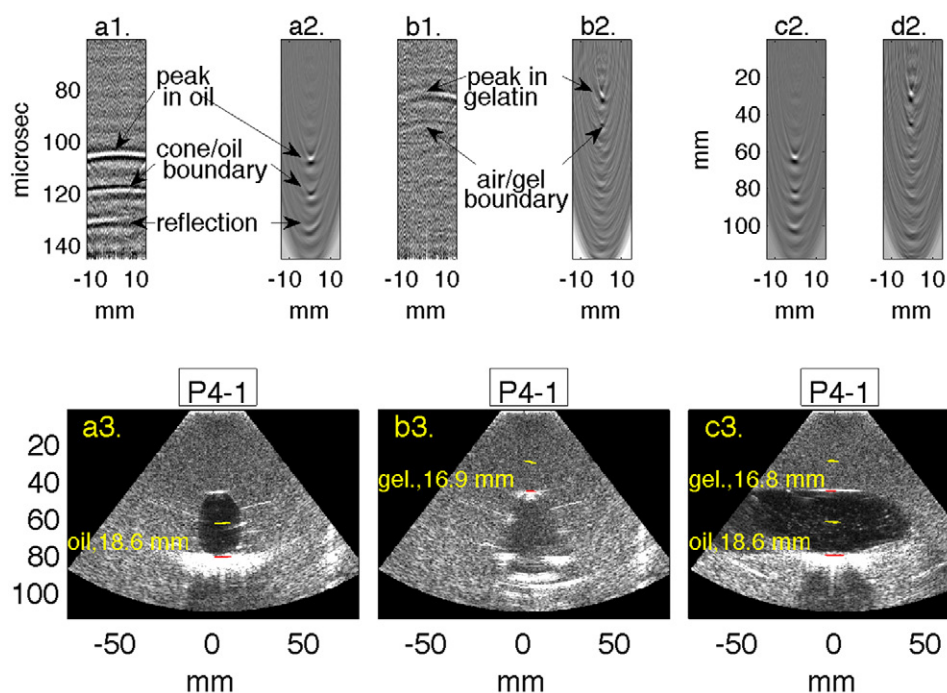 a1.
a2.
b1.
b2.
c2.
d2.
peak
in oil
cone/oil
boundary
reflection
peak in
gelatin
air/gel
boundary
microsec
80
100
120
140
mm
20
40
60
80
100
-10 10
-10 10
-10 10
-10 10
-10 10
-10 10
mm
mm
mm
mm
mm
mm
P4-1
P4-1
P4-1
a3.
b3.
c3.
20
40
60
80
100
oil,18.6 mm
gel.,16.9 mm
gel.,16.8 mm
oil,18.6 mm
-50 0 50
-50 0 50
-50 0 50
mm
mm
mm